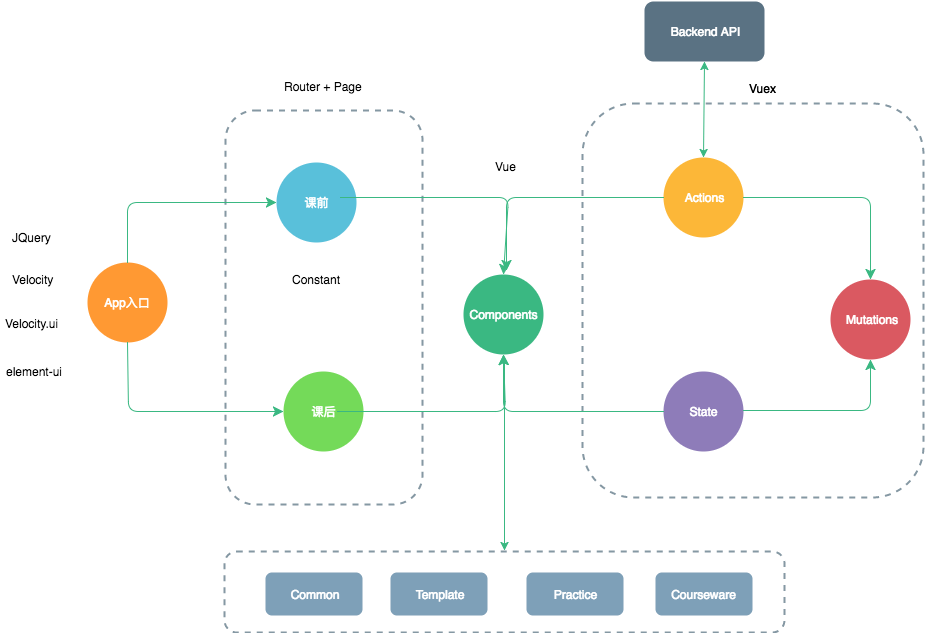 Backend API
Router + Page
Vuex
Vue
课前
Actions
JQuery
Velocity
Constant
App入口
Components
Mutations
Velocity.ui
element-ui
课后
State
Common
Template
Practice
Courseware